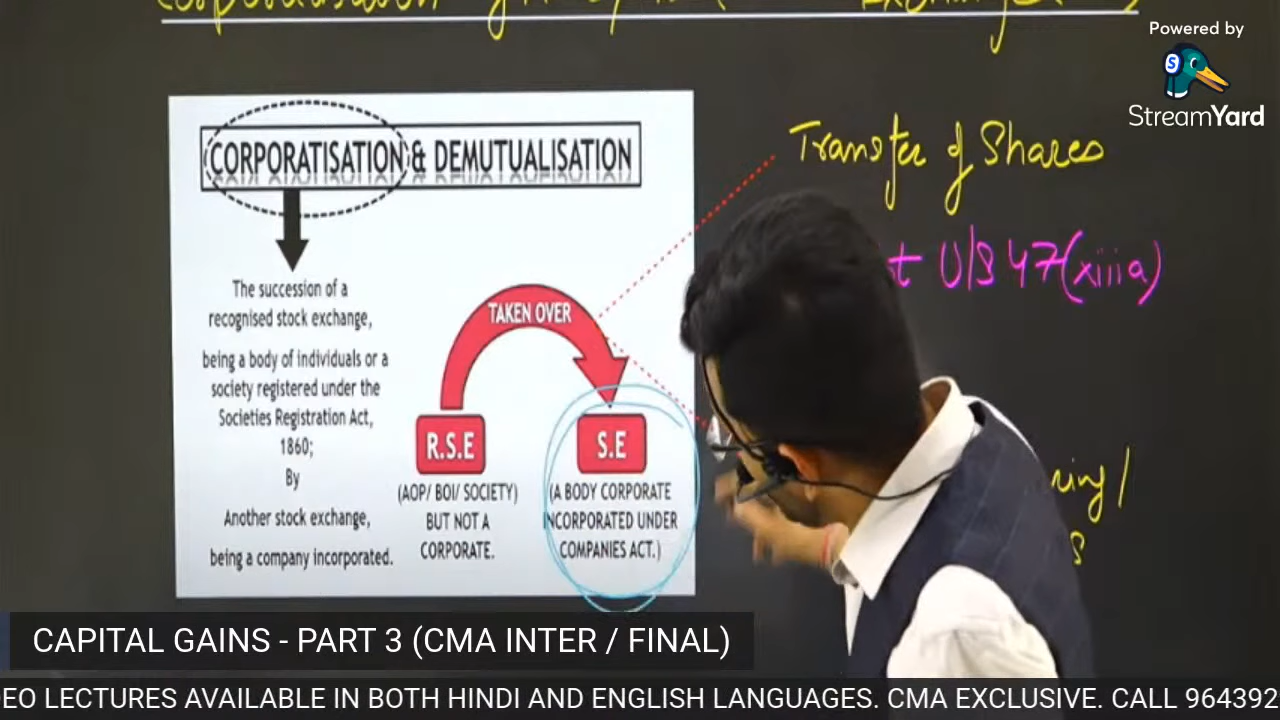 Powered by
StreamYard
CORPORATISATION & DEMUTUALISATION
The succession of a
recognised stock exchange,
being a body of individuals or a
society registered under the
Societies Registration Act,
1860;
By
Another stock exchange,
being a company incorporated.
TAKEN OVER
R.S.E
(AOP/ BOI/ SOCIETY)
BUT NOT A
CORPORATE.
S.E
(A BODY CORPORATE
INCORPORATED UNDER
COMPANIES ACT.)
Transfer of Shares
t U/S 47(xiiia)
CAPITAL GAINS - PART 3 (CMA INTER / FINAL)
EO LECTURES AVAILABLE IN BOTH HINDI AND ENGLISH LANGUAGES. CMA EXCLUSIVE. CALL 964392